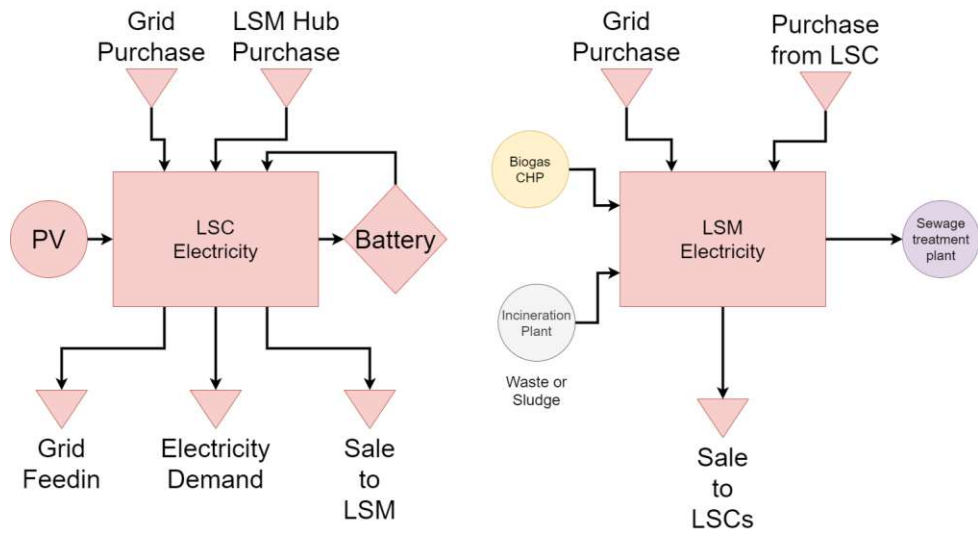 Grid
Purchase
LSM Hub
Purchase
PV
LSC
Electricity
Battery
Grid
Feedin
Electricity
Demand
Sale
to
LSM
Grid
Purchase
Purchase
from LSC
Biogas
CHP
LSM
Electricity
Sewage
treatment
plant
Incineration
Plant
Waste or
Sludge
Sale
to
LSCs